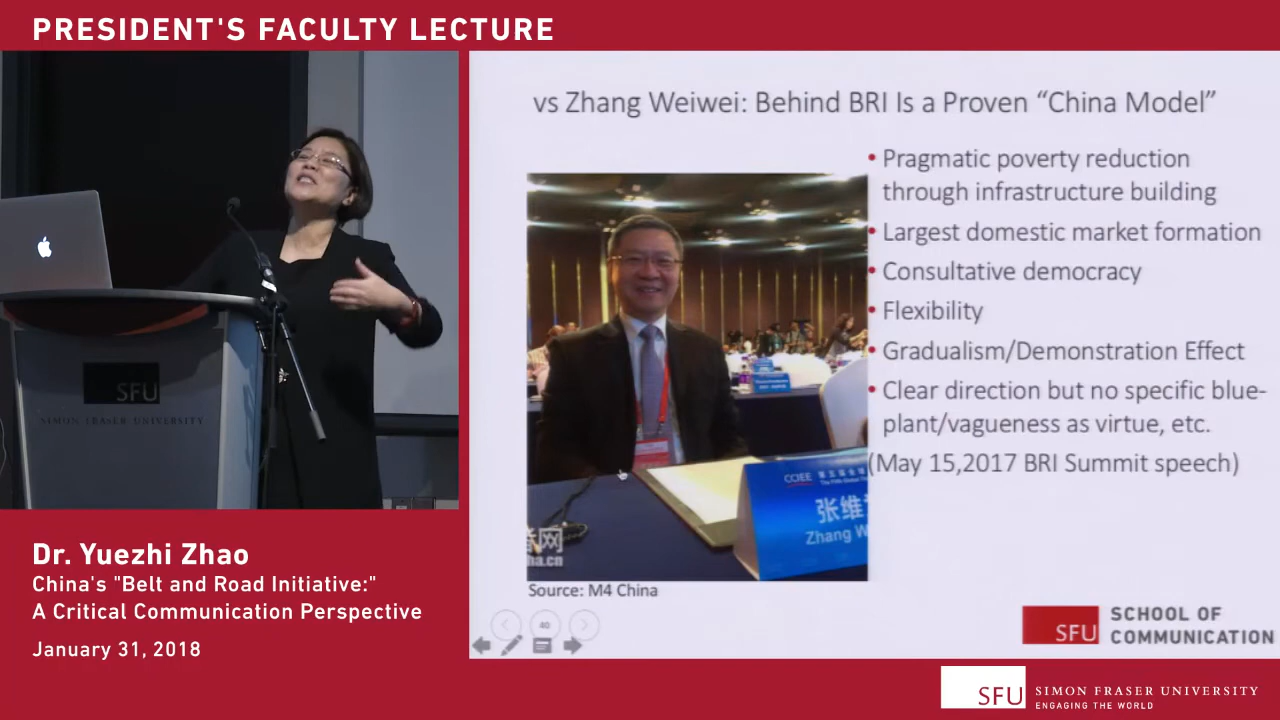 PRESIDENT'S FACULTY LECTURE
vs Zhang Weiwei: Behind BRI Is a Proven “China Model”
• Pragmatic poverty reduction
through infrastructure building
• Largest domestic market formation
• Consultative democracy
• Flexibility
• Gradualism/Demonstration Effect
• Clear direction but no specific blue-
plant/vagueness as virtue, etc.
(May 15,2017 BRI Summit speech)
CCIEE
张维
Zhang W
Source: M4 China
40
SFU
SIMON FRASER UNIVERSITY
SFU
SCHOOL OF
COMMUNICATION
Dr. Yuezhi Zhao
China's "Belt and Road Initiative:"
A Critical Communication Perspective
January 31, 2018
SFU
SIMON FRASER UNIVERSITY
ENGAGING THE WORLD